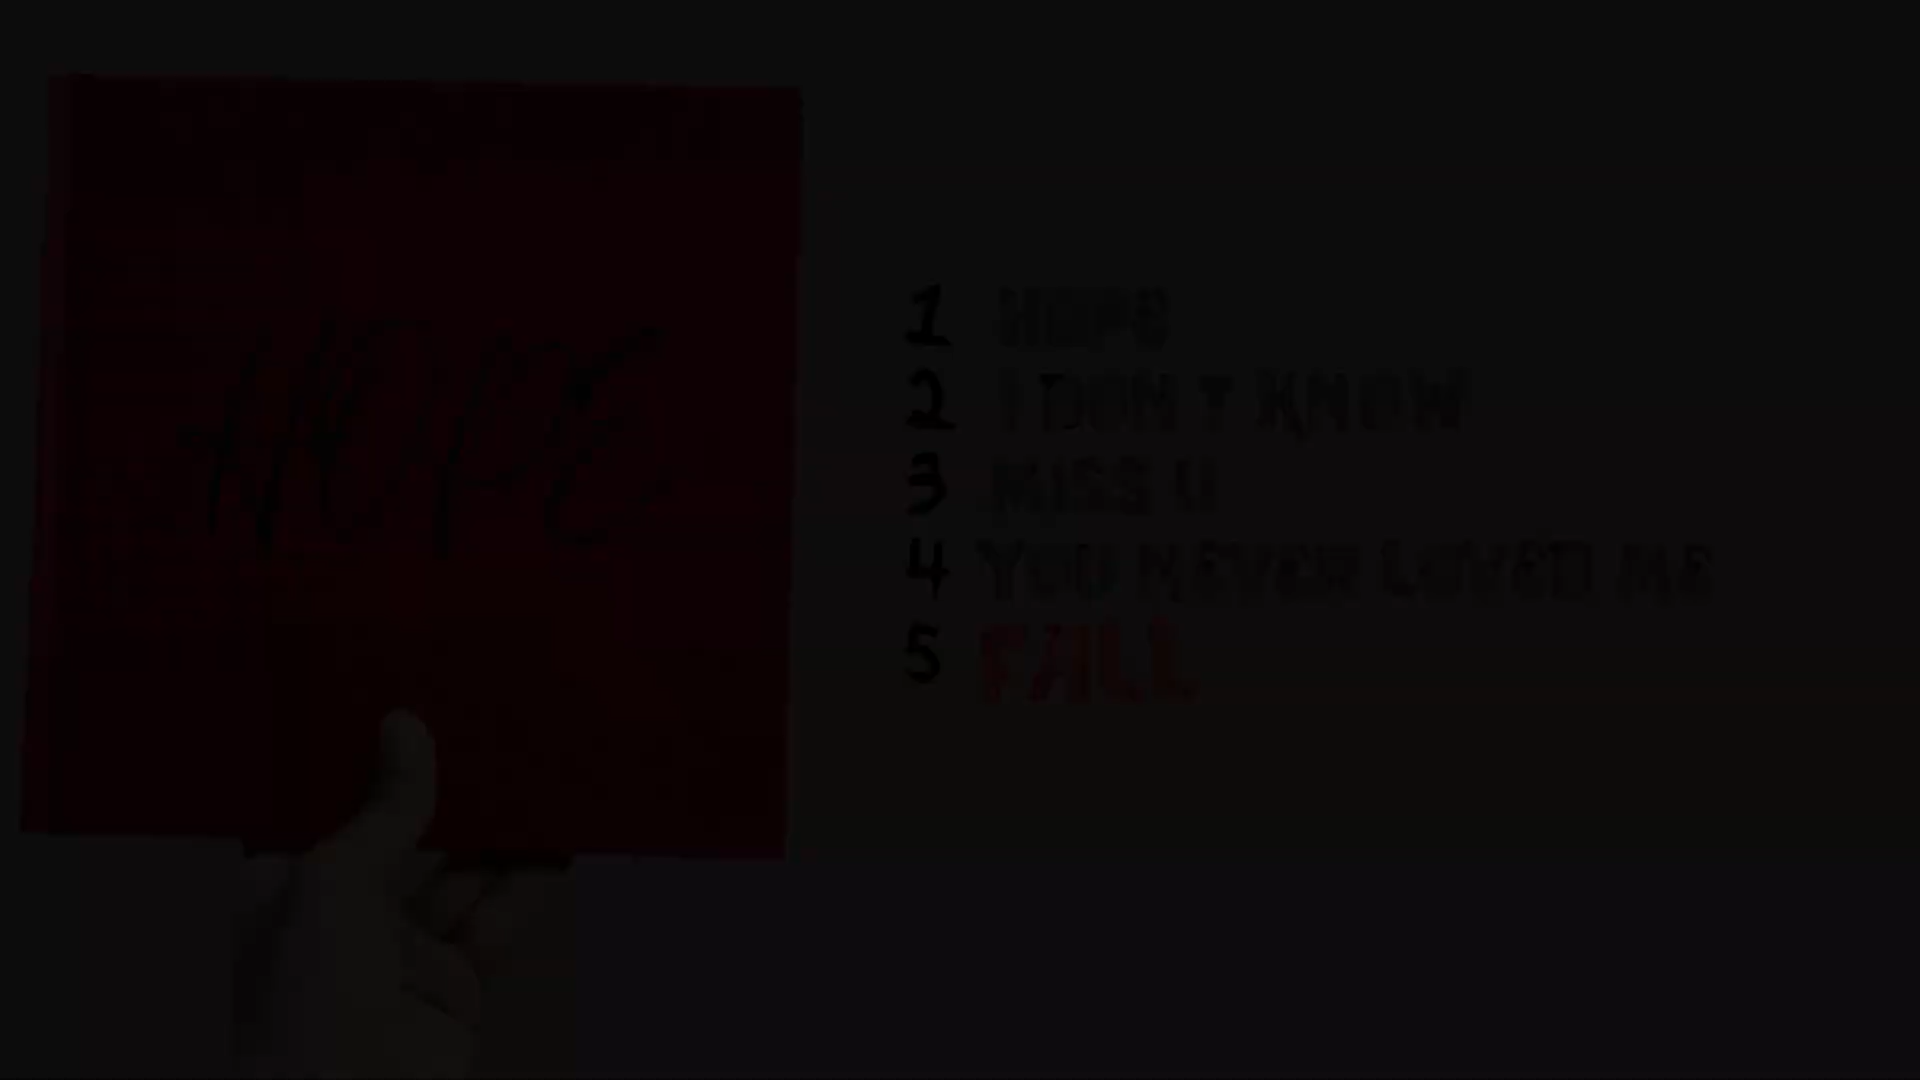 HOPE
1 HOPE
2 I DON'T KNOW
3 MISS U
4 YOU NEVER LOVED ME
5 FALL